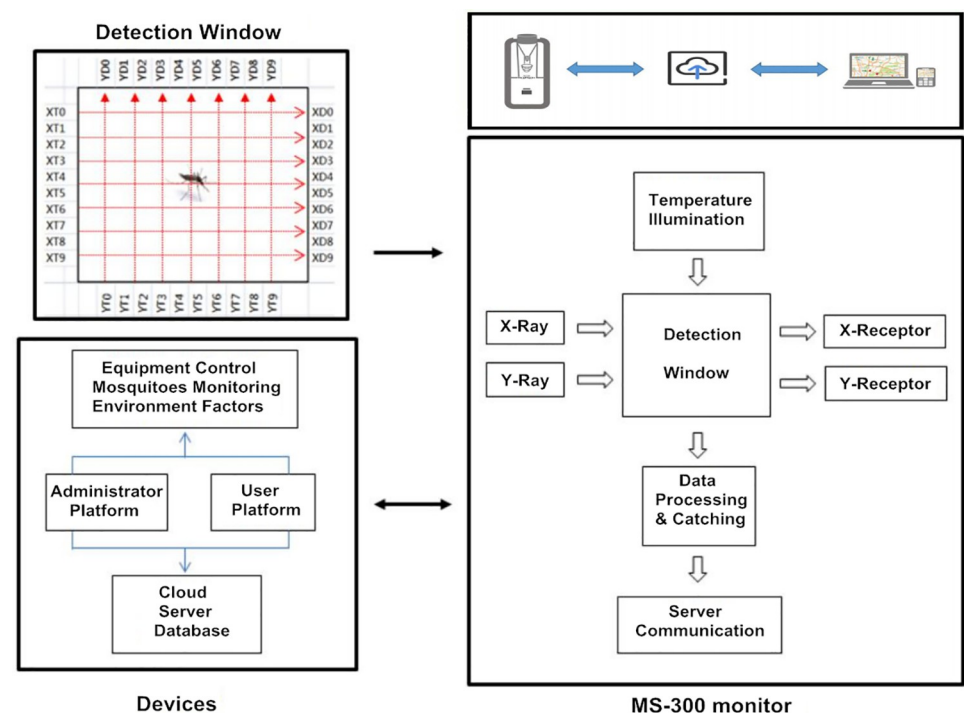 Detection Window
YD0 YD1 YD2 YD3 YD4 YD5 YD6 YD7 YD8 YD9
XT0 XD0
XT1 XD1
XT2 XD2
XT3 XD3
XT4 XD4
XT5 XD5
XT6 XD6
XT7 XD7
XT8 XD8
XT9 XD9
YT0 YT1 YT2 YT3 YT4 YT5 YT6 YT7 YT8 YT9
Equipment Control
Mosquitoes Monitoring
Environment Factors
Administrator
Platform
User
Platform
Cloud
Server
Database
Devices
Temperature
Illumination
X-Ray
Y-Ray
Detection
Window
X-Receptor
Y-Receptor
Data
Processing
& Catching
Server
Communication
MS-300 monitor